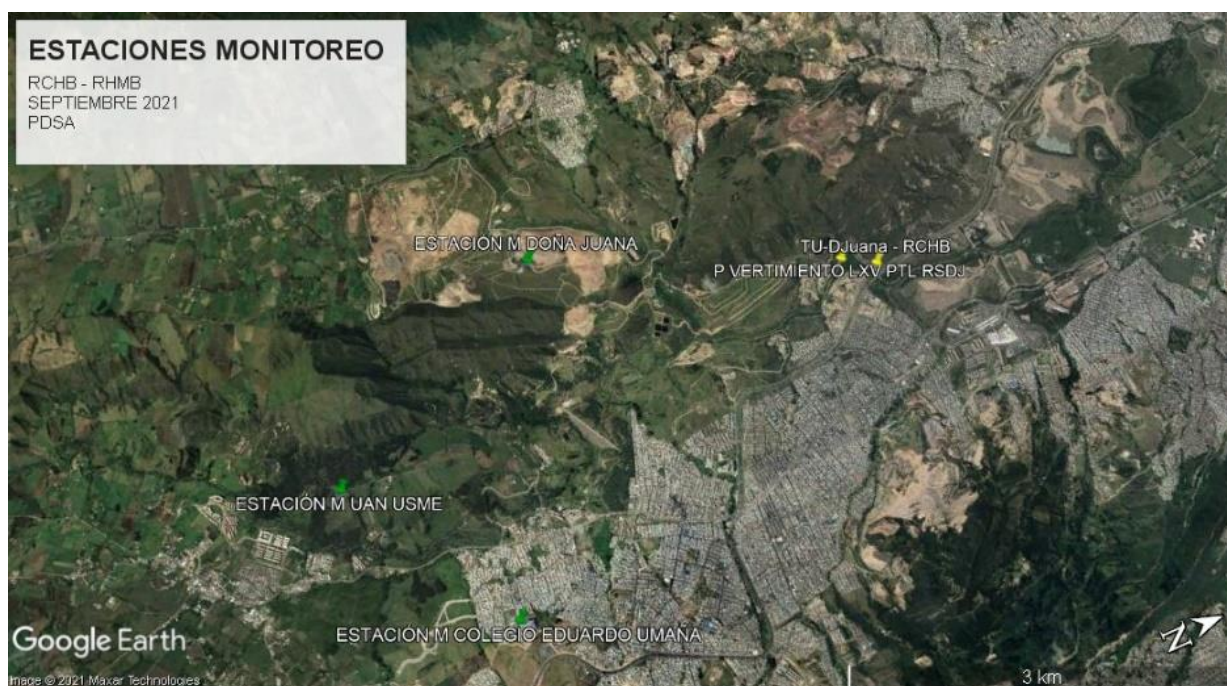 ESTACIONES MONITOREO
RCHB - RHMB
SEPTIEMBRE 2021
PDSA
ESTACIÓN M DOÑA JUANA
TU-DJuana - RCHB
P VERTIMIENTO LXV PTL RSDJ
ESTACIÓN M UAN USME
ESTACIÓN M COLEGIO EDUARDO UMAÑA
Google Earth
N
Image © 2021 Maxar Technologies
3 km